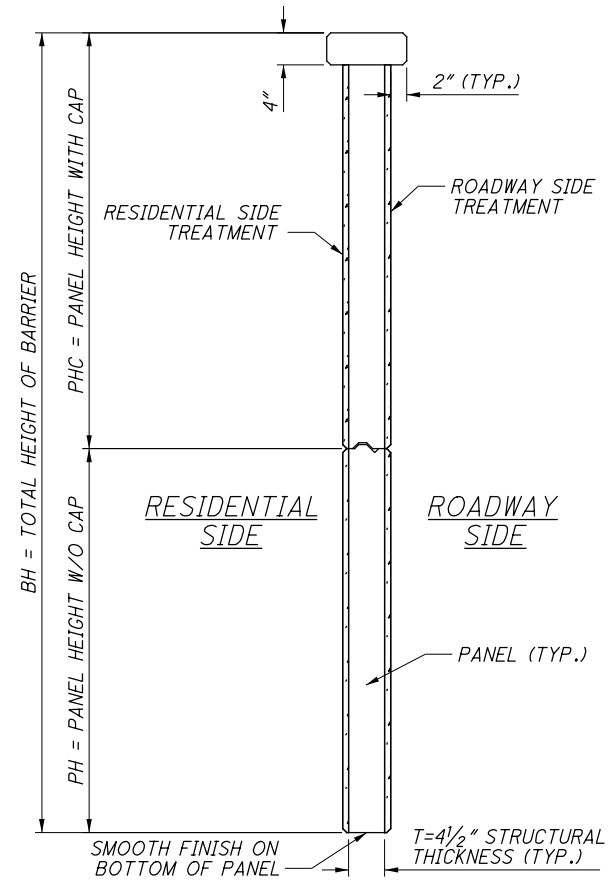 4"
2" (TYP.)
BH = TOTAL HEIGHT OF BARRIER
PHC = PANEL HEIGHT WITH CAP
RESIDENTIAL SIDE
TREATMENT
ROADWAY SIDE
TREATMENT
PH = PANEL HEIGHT W/O CAP
RESIDENTIAL
SIDE
ROADWAY
SIDE
PANEL (TYP.)
SMOOTH FINISH ON
BOTTOM OF PANEL
T=4½" STRUCTURAL
THICKNESS (TYP.)